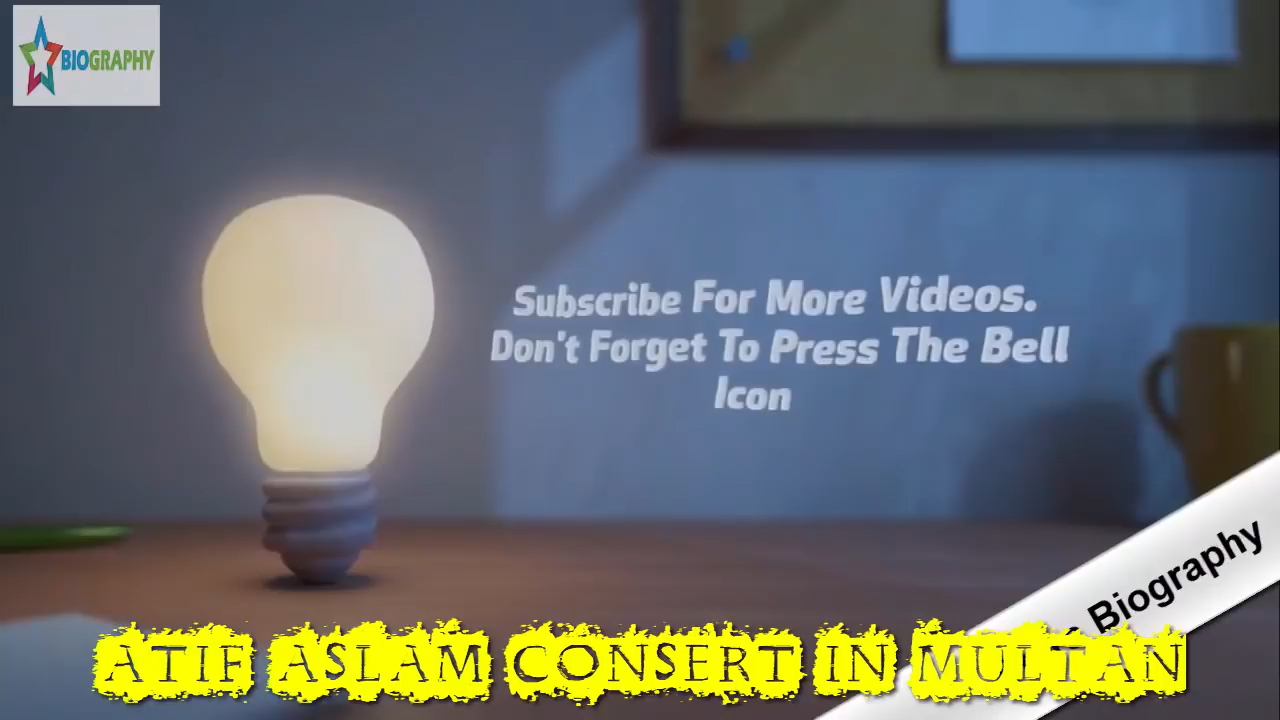 BIOGRAPHY
Subscribe For More Videos.
Don't Forget To Press The Bell
Icon
Biography
ATIF ASLAM CONSERT IN MULTAN